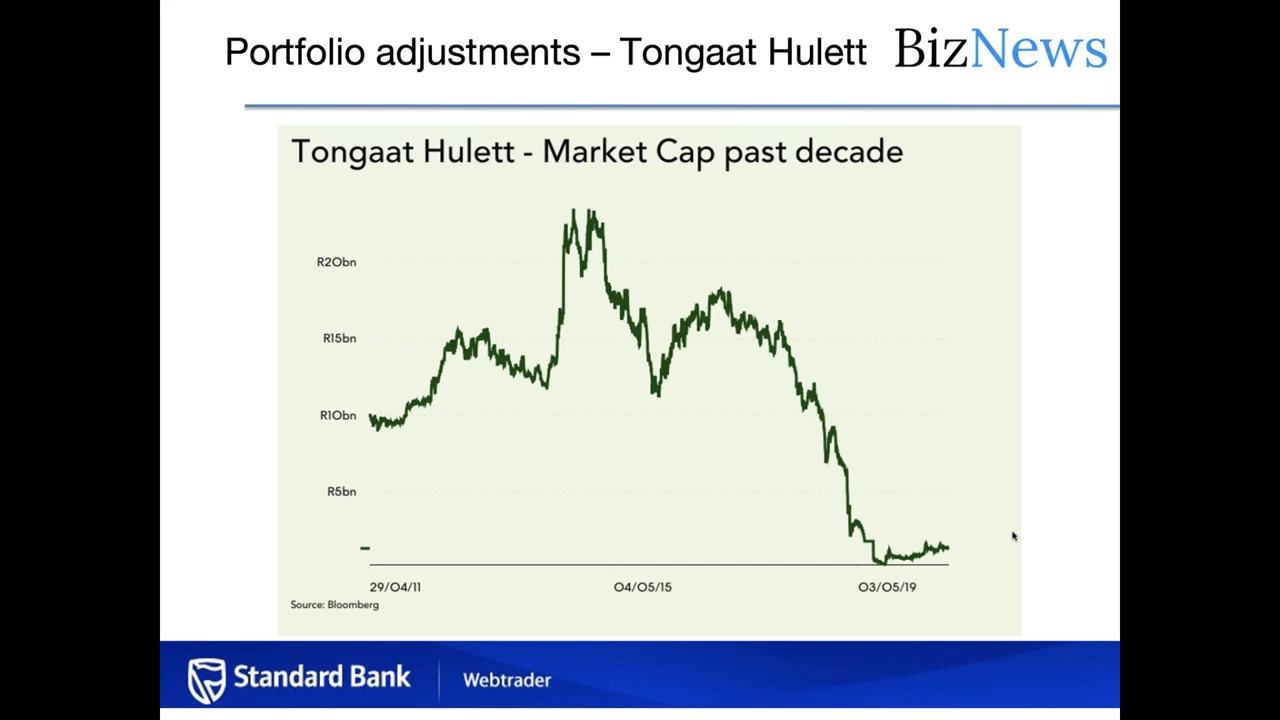 Portfolio adjustments – Tongaat Hulett BizNews
Tongaat Hulett - Market Cap past decade
R20bn
R15bn
R10bn
R5bn
29/04/11 04/05/15 03/05/19
Source: Bloomberg
Standard Bank Webtrader